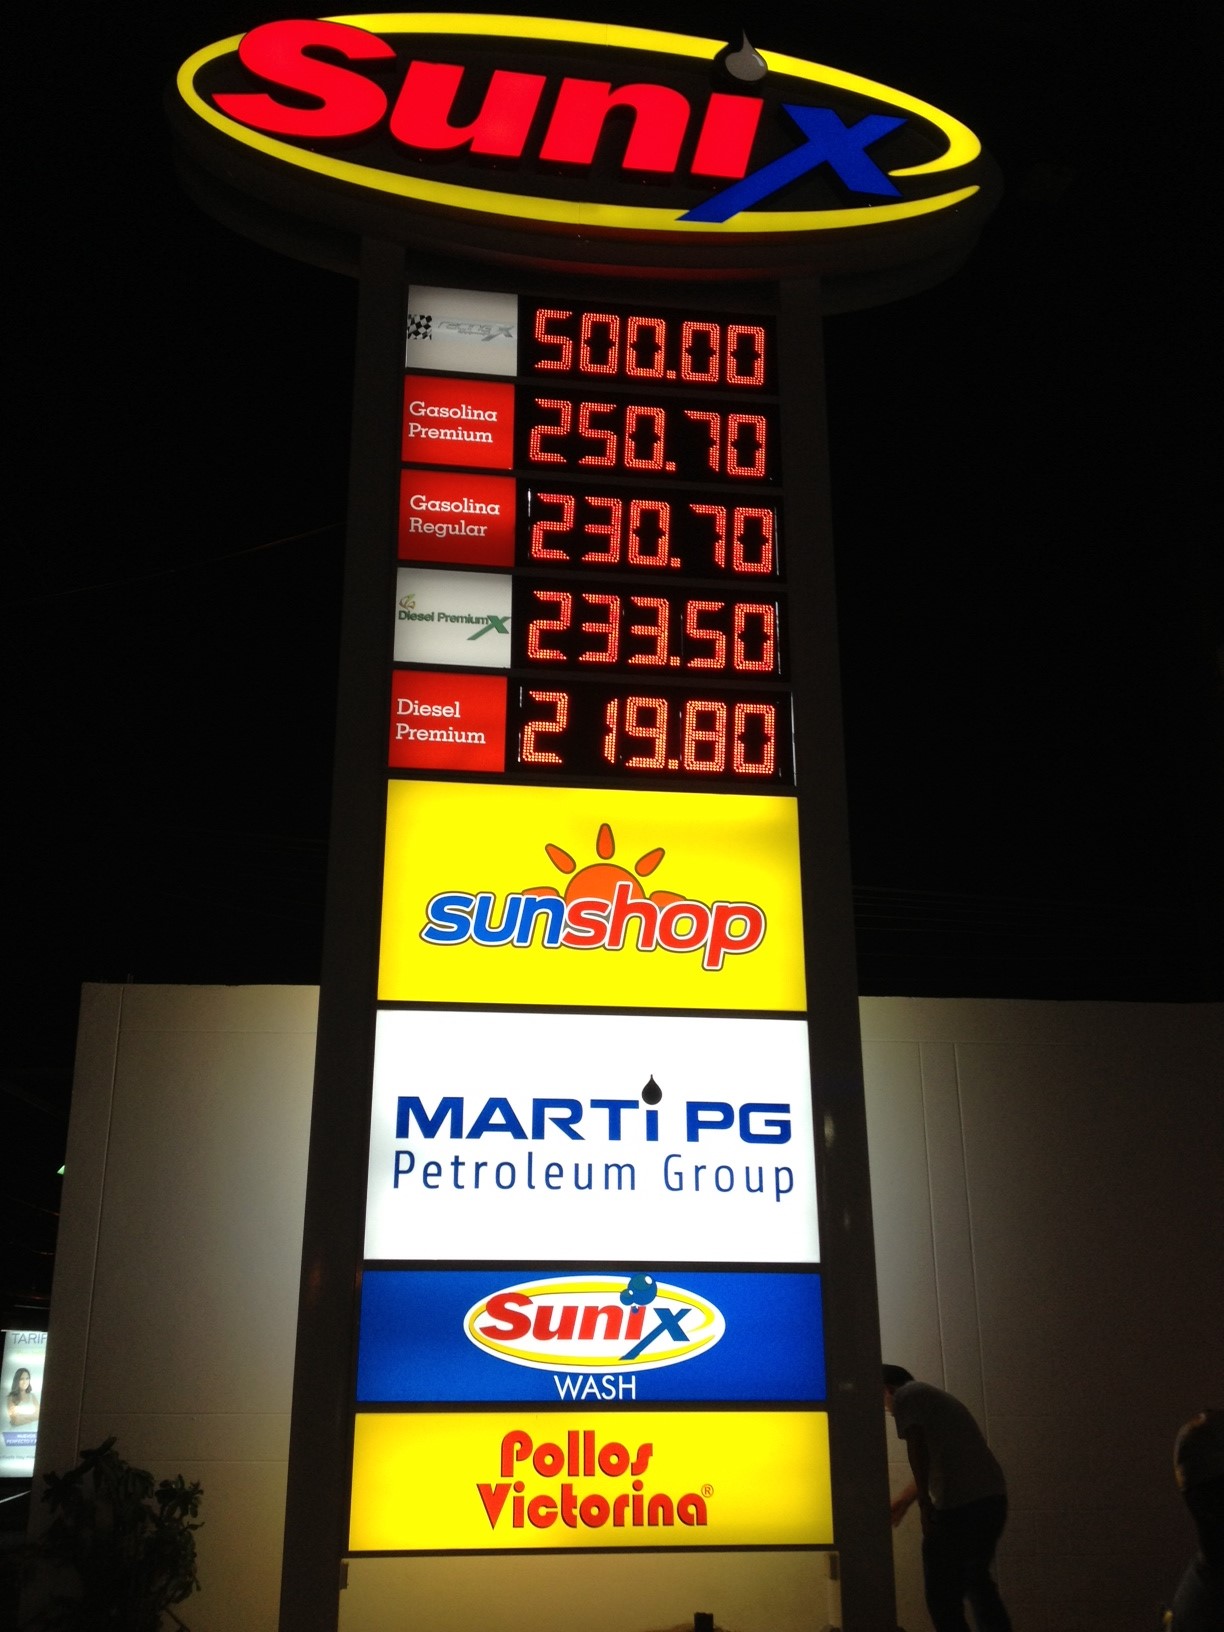 Sunix
500.00
Gasolina
Premium
250.70
Gasolina
Regular
230.70
Diesel PremiumX
233.50
Diesel
Premium
219.80
sunshop
MARTi PG
Petroleum Group
Sunix
WASH
Pollos
Victorina®
TARIF